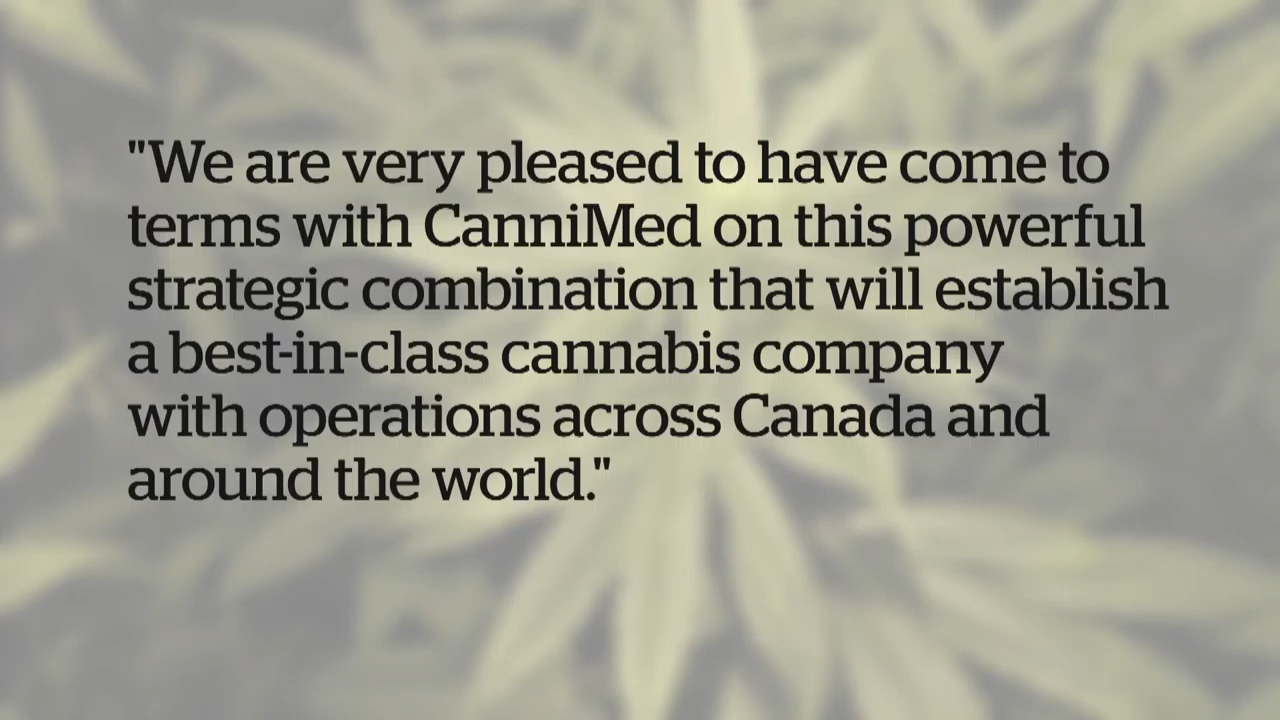 "We are very pleased to have come to
terms with CanniMed on this powerful
strategic combination that will establish
a best-in-class cannabis company
with operations across Canada and
around the world."